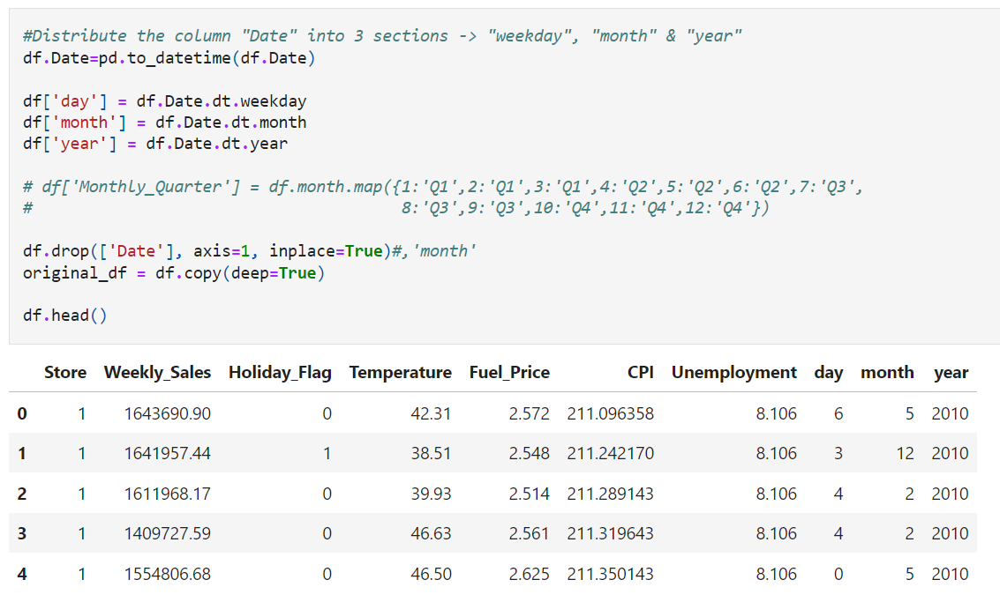 #Distribute the column "Date" into 3 sections -> "weekday", "month" & "year"
df.Date=pd.to_datetime(df.Date)
df['day'] = df.Date.dt.weekday
df['month'] = df.Date.dt.month
df['year'] = df.Date.dt.year
# df['Monthly_Quarter'] = df.month.map({1:'Q1',2:'Q1',3:'Q1',4:'Q2',5:'Q2',6:'Q2',7:'Q3',
#                                       8:'Q3',9:'Q3',10:'Q4',11:'Q4',12:'Q4'})
df.drop(['Date'], axis=1, inplace=True)#,'month'
original_df = df.copy(deep=True)
df.head()
Store Weekly_Sales Holiday_Flag Temperature Fuel_Price CPI Unemployment day month year
0 1 1643690.90 0 42.31 2.572 211.096358 8.106 6 5 2010
1 1 1641957.44 1 38.51 2.548 211.242170 8.106 3 12 2010
2 1 1611968.17 0 39.93 2.514 211.289143 8.106 4 2 2010
3 1 1409727.59 0 46.63 2.561 211.319643 8.106 4 2 2010
4 1 1554806.68 0 46.50 2.625 211.350143 8.106 0 5 2010